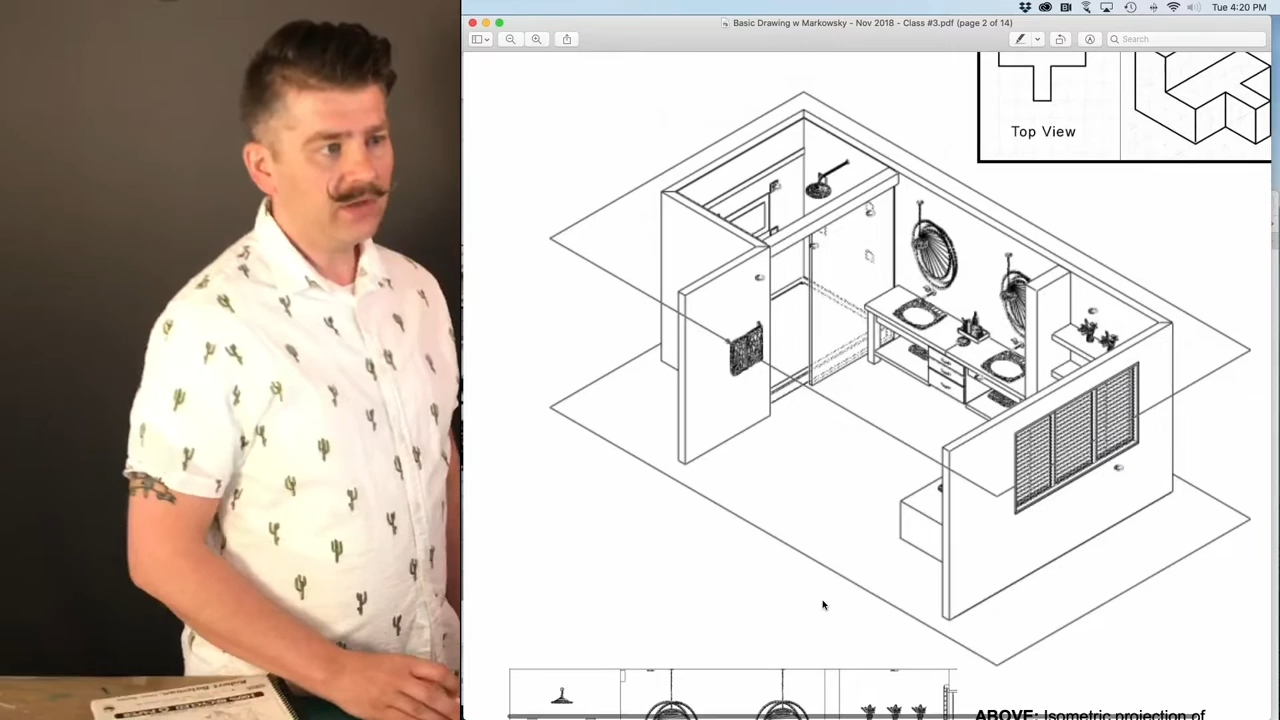 Tue 4:20 PM
Basic Drawing w Markowsky - Nov 2018 - Class #3.pdf (page 2 of 14)
Search
Top View
ABOVE: Isometric projection of